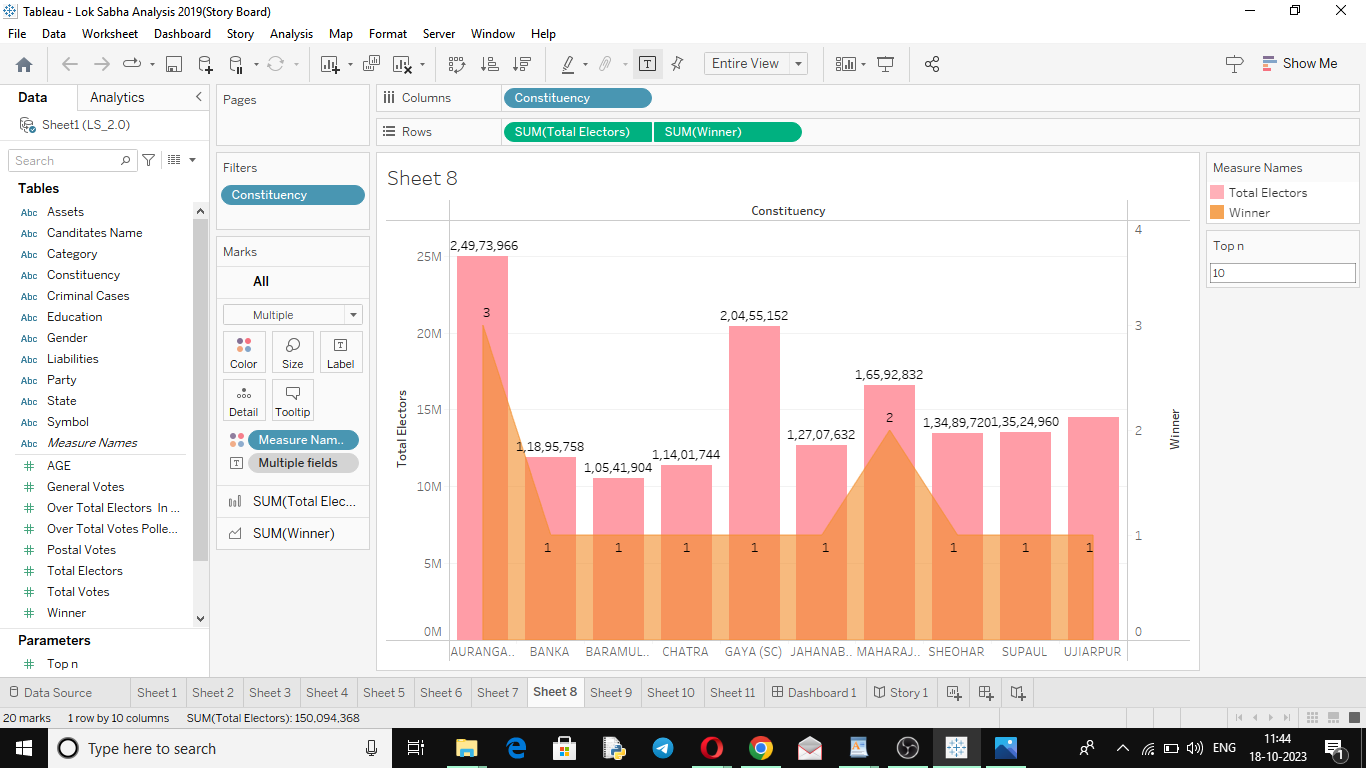 Tableau - Lok Sabha Analysis 2019(Story Board)
File Data Worksheet Dashboard Story Analysis Map Format Server Window Help
Entire View
Show Me
Data Analytics
Sheet1 (LS_2.0)
Search
Tables
Abc Assets
Abc Canditates Name
Abc Category
Abc Constituency
Abc Criminal Cases
Abc Education
Abc Gender
Abc Liabilities
Abc Party
Abc State
Abc Symbol
Abc Measure Names
# AGE
# General Votes
# Over Total Electors In ...
# Over Total Votes Polle...
# Postal Votes
# Total Electors
# Total Votes
# Winner
Parameters
# Top n
Pages
Filters
Constituency
Marks
All
Multiple
Color Size Label
Detail Tooltip
Measure Nam..
Multiple fields
SUM(Total Elec...
SUM(Winner)
Columns Constituency
Rows SUM(Total Electors) SUM(Winner)
Sheet 8
Constituency
Total Electors
25M
20M
15M
10M
5M
0M
2,49,73,966
1,18,95,758
1,05,41,904
1,14,01,744
2,04,55,152
1,27,07,632
1,65,92,832
1,34,89,720
1,35,24,960
3 1 1 1 1 1 2 1 1 1
AURANGA.. BANKA BARAMUL.. CHATRA GAYA (SC) JAHANAB.. MAHARAJ.. SHEOHAR SUPAUL UJIARPUR
4
3
2
1
0
Winner
Measure Names
Total Electors
Winner
Top n
10
Data Source Sheet 1 Sheet 2 Sheet 3 Sheet 4 Sheet 5 Sheet 6 Sheet 7 Sheet 8 Sheet 9 Sheet 10 Sheet 11 Dashboard 1 Story 1
20 marks 1 row by 10 columns SUM(Total Electors): 150,094,368
Type here to search
ENG
11:44
18-10-2023
1